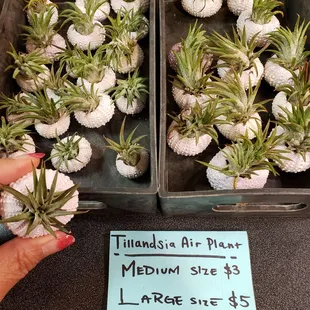 Tillandsia Air Plant
MEDIUM SIZE $3
LARGE SIZE $5